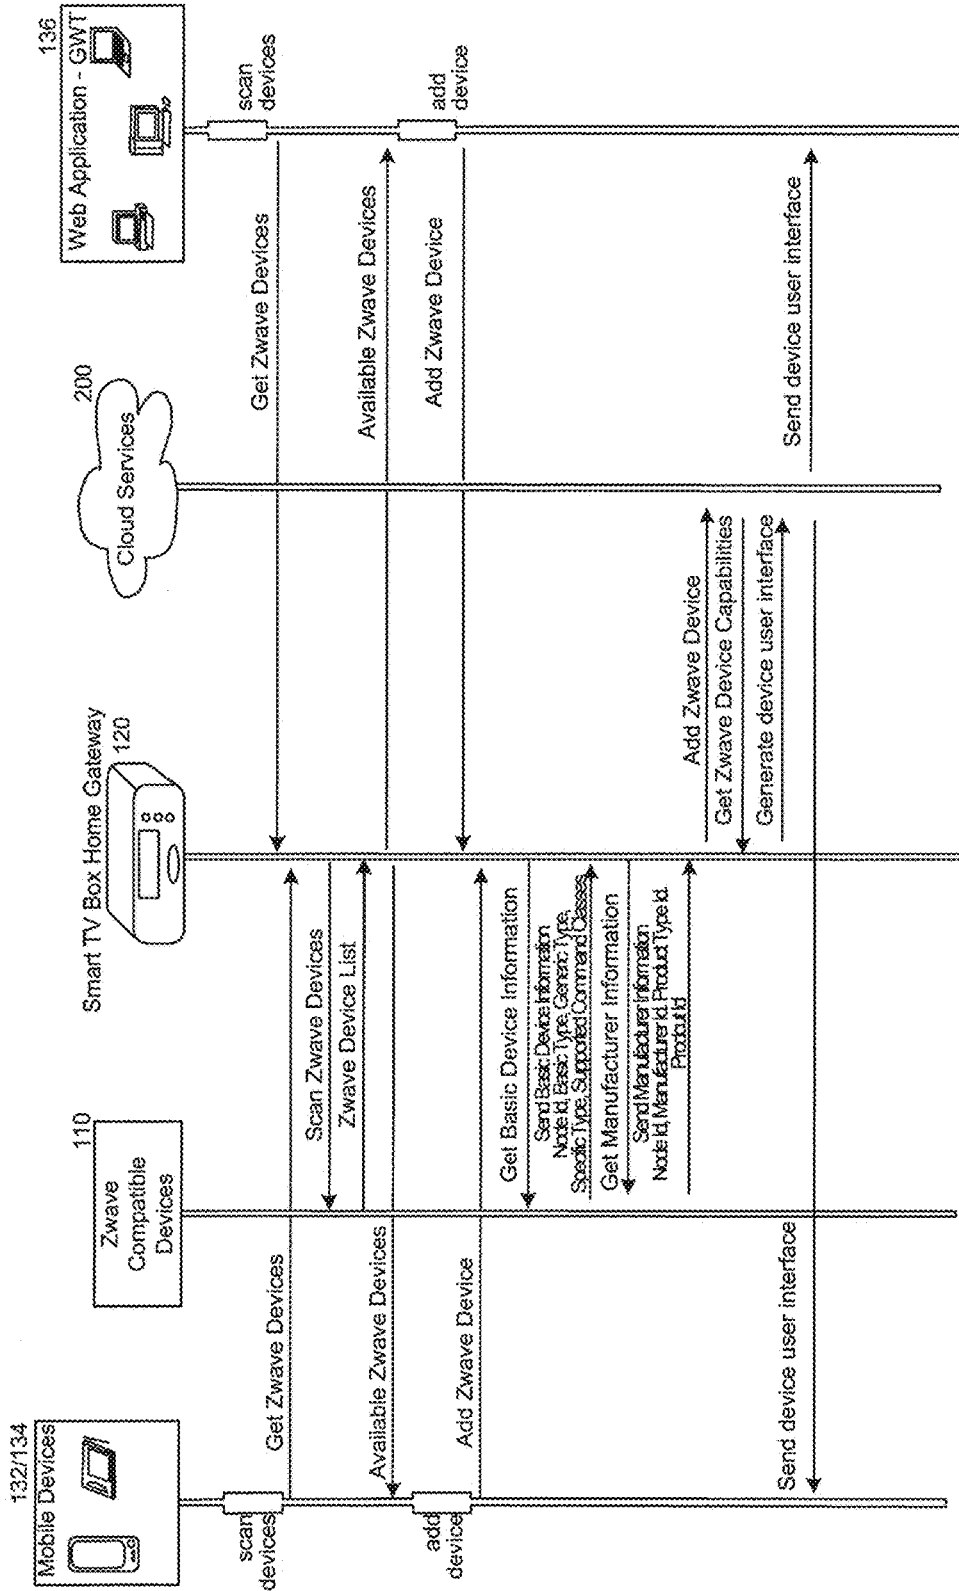 132/134
Mobile Devices
110
Zwave
Compatible
Devices
Smart TV Box Home Gateway
120
200
Cloud Services
136
Web Application - GWT
scan
devices
scan
devices
Get Zwave Devices
Get Zwave Devices
Scan Zwave Devices
Zwave Device List
Available Zwave Devices
Available Zwave Devices
add
device
add
device
Add Zwave Device
Add Zwave Device
Get Basic Device Information
Send Basic Device Information
Node Id, Basic Type, Generic Type,
Specific Type, Supported Command Classes
Get Manufacturer Information
Send Manufacturer Information
Node Id, Manufacturer Id, Product Type Id.
Product Id
Add Zwave Device
Get Zwave Device Capabilities
Generate device user interface
Send device user interface
Send device user interface